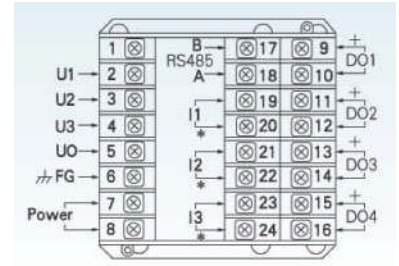 1 B 17 9 +
RS485 DO1
U1 2 A 18 10
U2 3 19 11 +
I1 DO2
U3 4 * 20 12
UO 5 21 13 +
I2 DO3
FG 6 * 22 14
7 23 15 +
Power I3 DO4
8 * 24 16